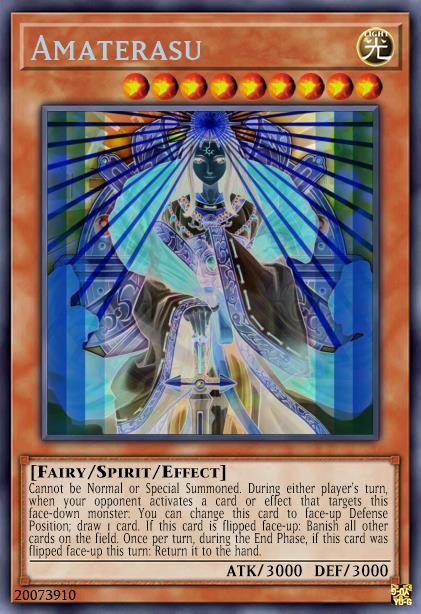 AMATERASU
LIGHT
光
[FAIRY/SPIRIT/EFFECT]
Cannot be Normal or Special Summoned. During either player's turn,
when your opponent activates a card or effect that targets this
face-down monster: You can change this card to face-up Defense
Position; draw 1 card. If this card is flipped face-up: Banish all other
cards on the field. Once per turn, during the End Phase, if this card was
flipped face-up this turn: Return it to the hand.
ATK/3000 DEF/3000
20073910